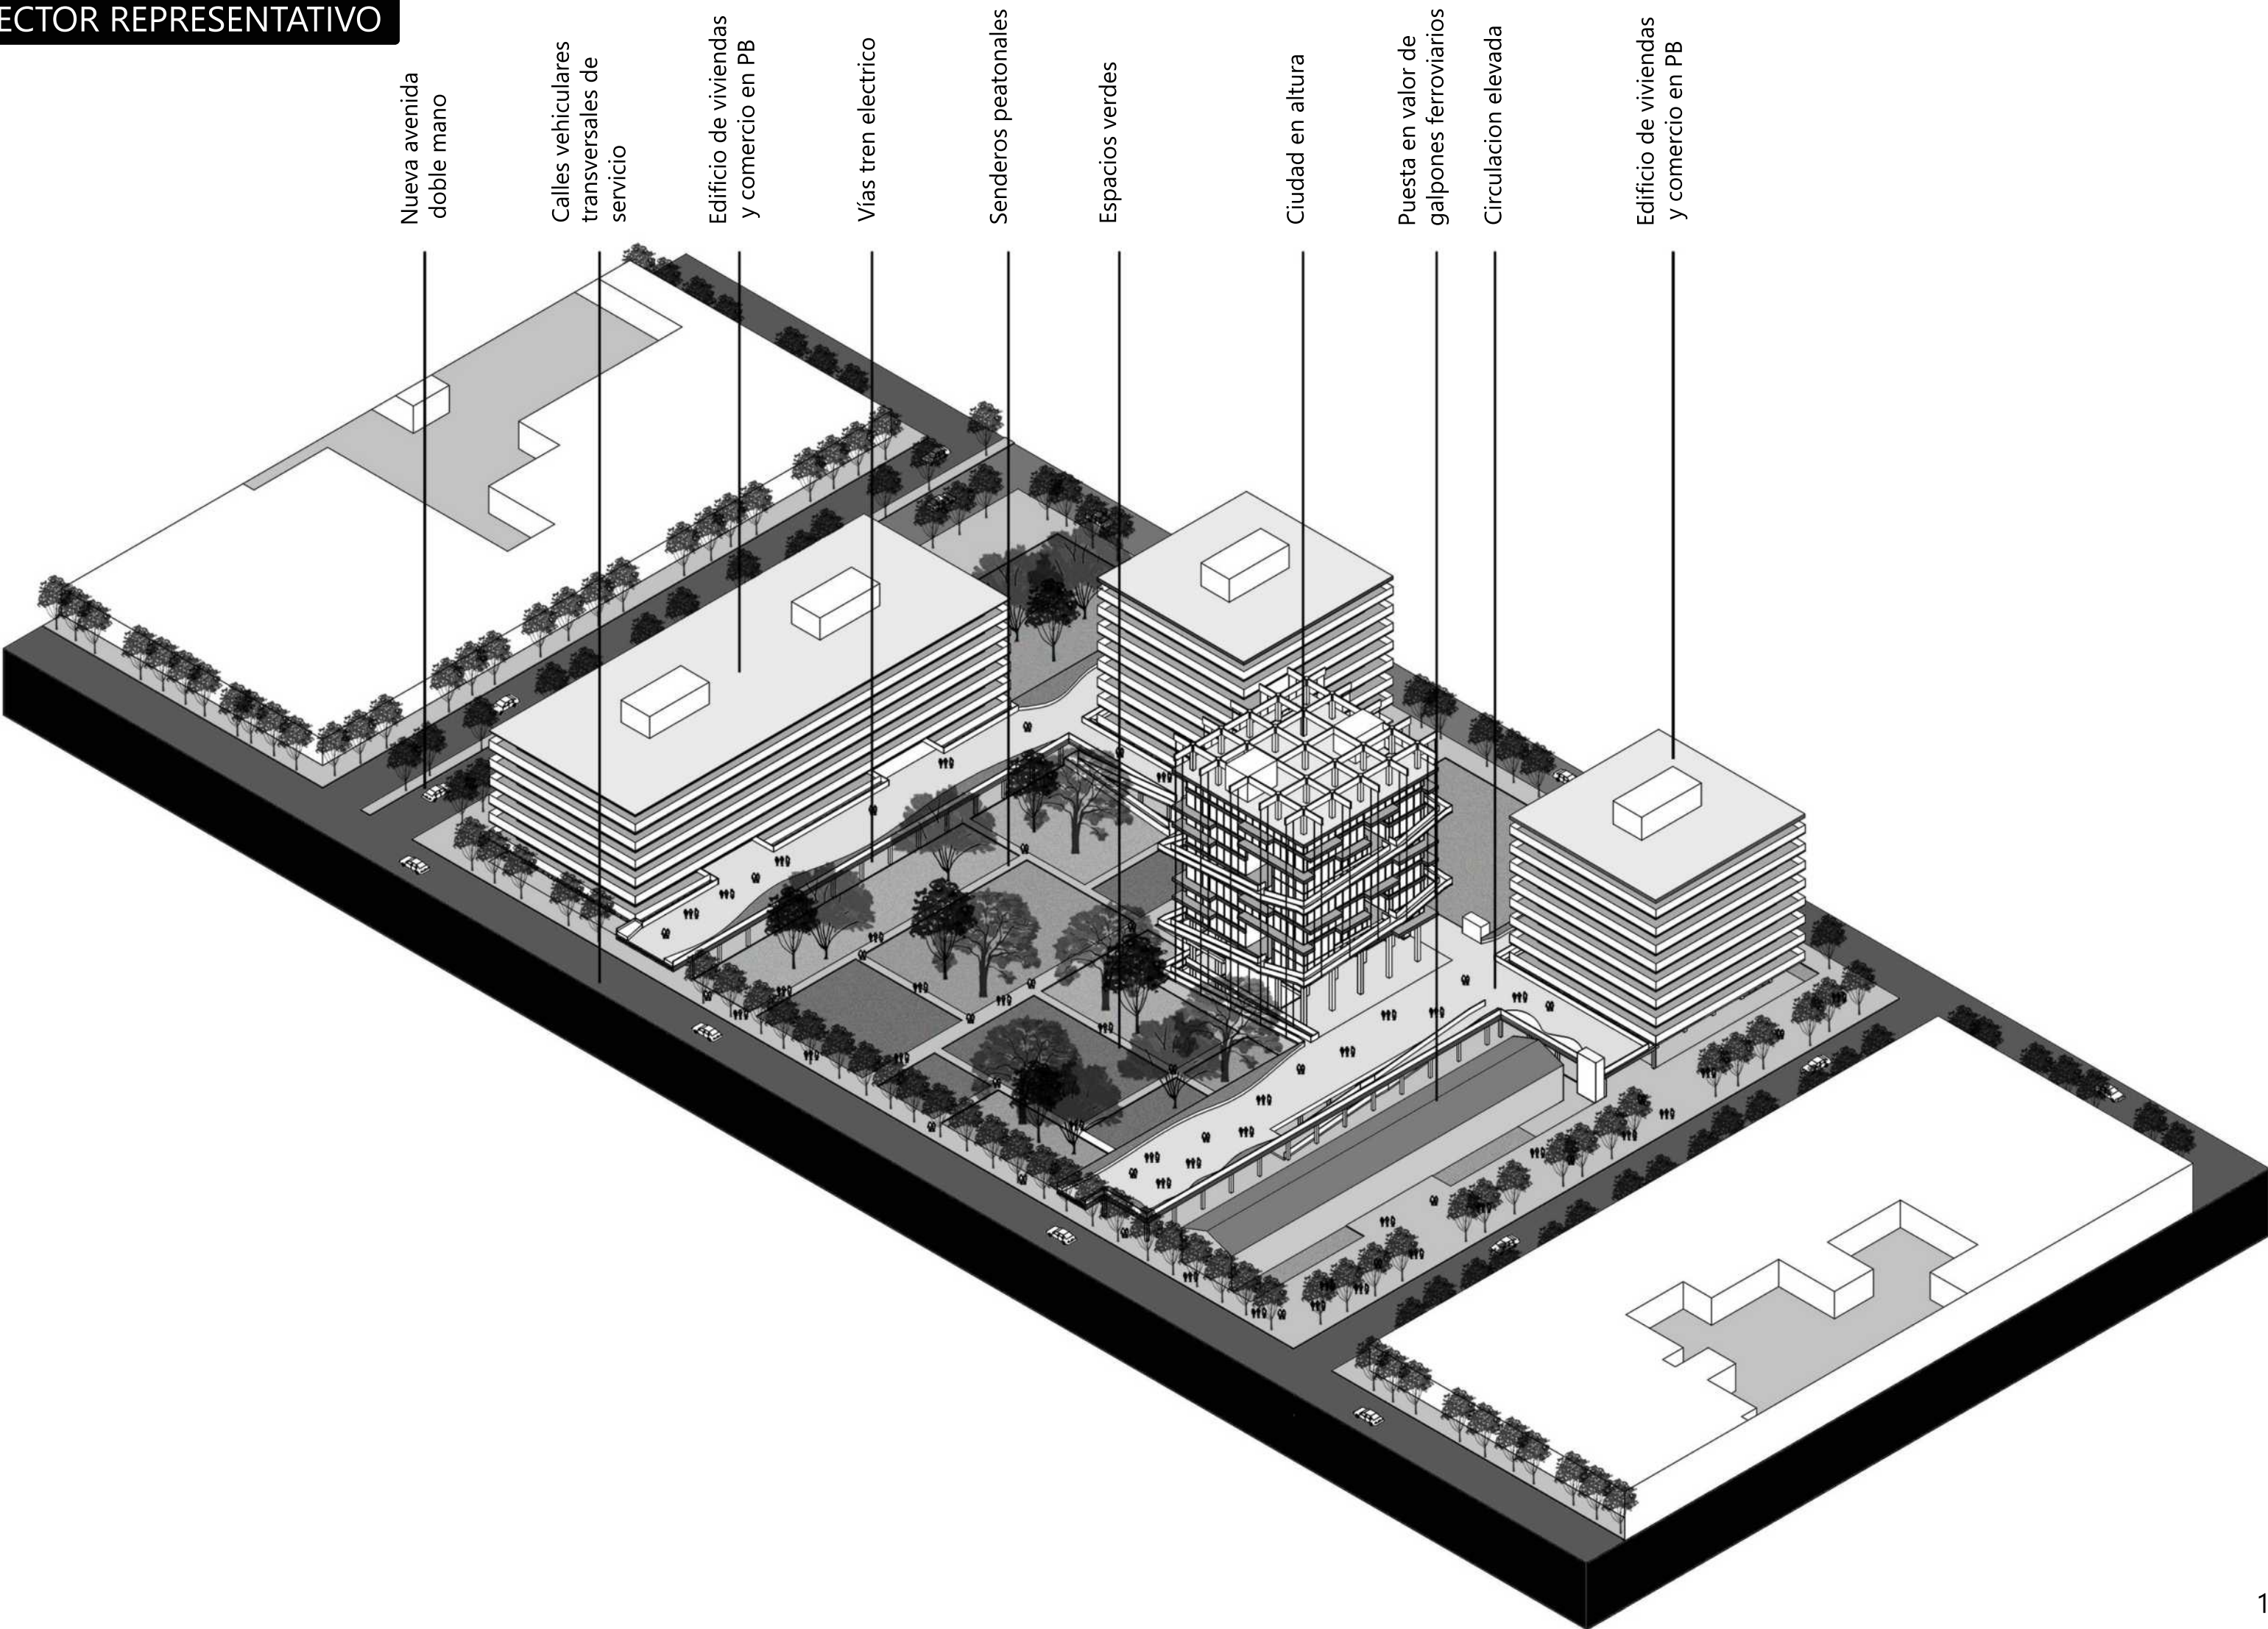 ECTOR REPRESENTATIVO
Nueva avenida
doble mano
Calles vehiculares
transversales de
servicio
Edificio de viviendas
y comercio en PB
Vías tren electrico
Senderos peatonales
Espacios verdes
Ciudad en altura
Puesta en valor de
galpones ferroviarios
Circulacion elevada
Edificio de viviendas
y comercio en PB
1